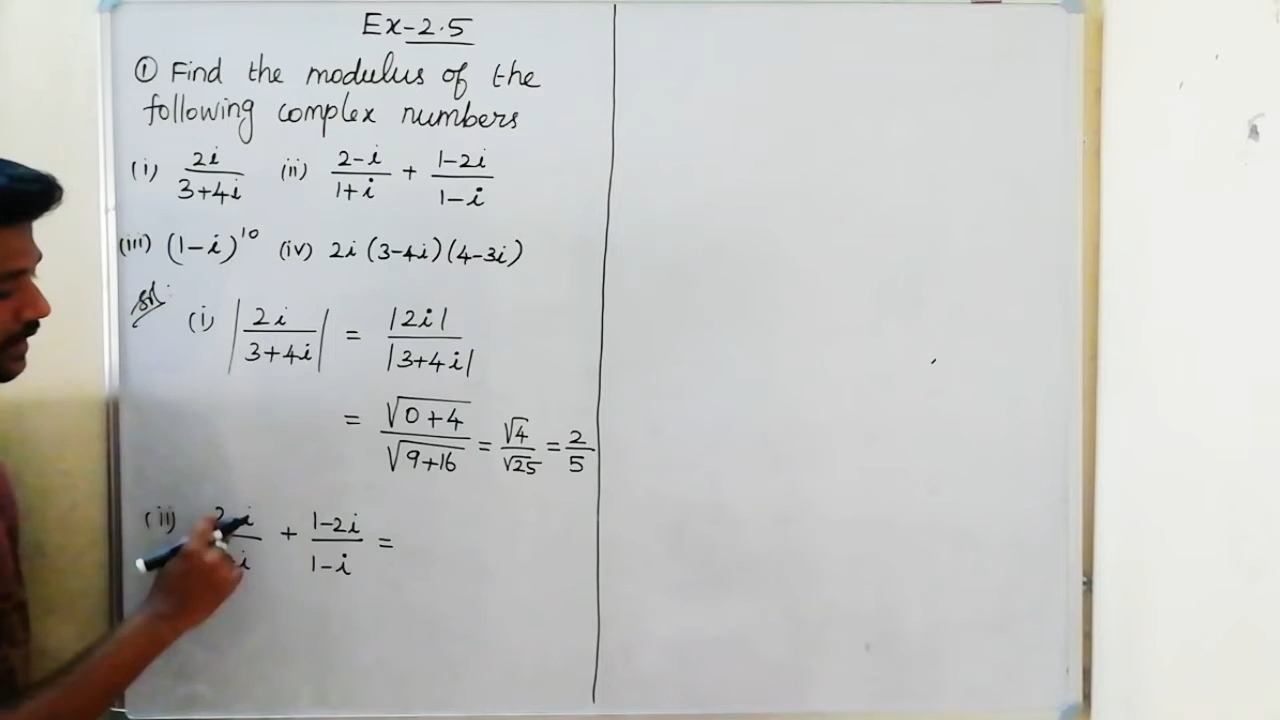 Ex-2.5
① Find the modulus of the
following complex numbers
(i) 2i/3+4i (ii) 2-i/1+i + 1-2i/1-i
(iii) (1-i)^10 (iv) 2i (3-4i)(4-3i)
Sol:
(i) |2i/3+4i| = |2i|/|3+4i|
= √0+4/√9+16 = √4/√25 = 2/5
(ii) i/i + 1-2i/1-i =